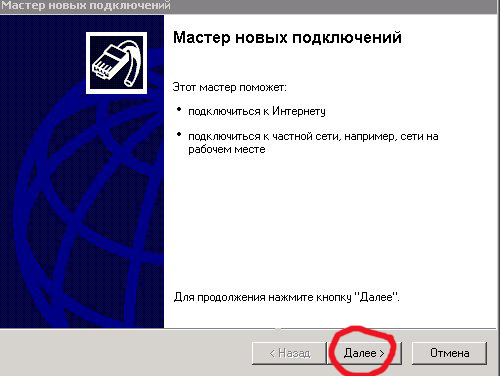 Мастер новых подключений
Мастер новых подключений
Этот мастер поможет:
• подключиться к Интернету
• подключиться к частной сети, например, сети на
рабочем месте
Для продолжения нажмите кнопку "Далее".
< Назад Далее > Отмена